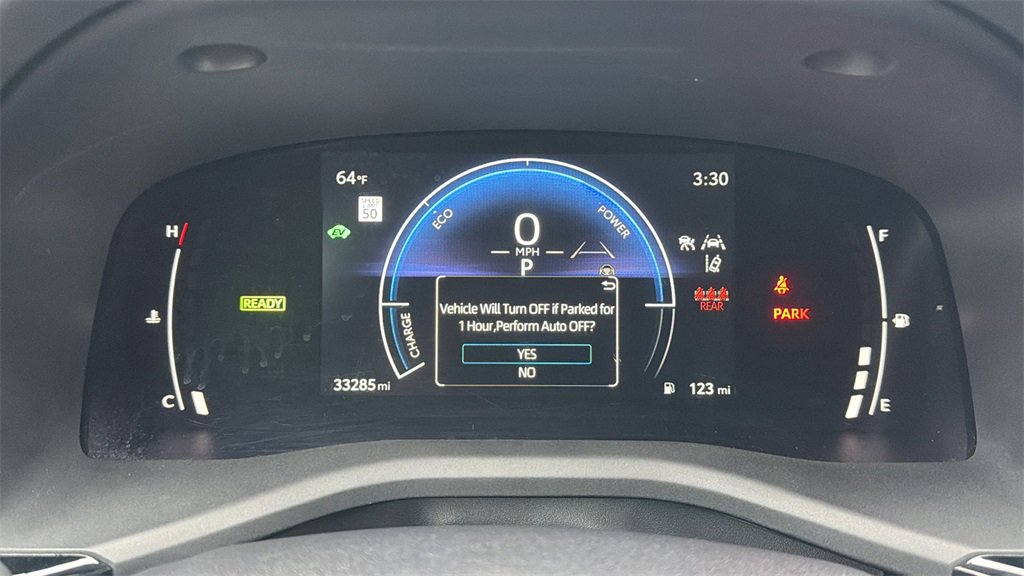 64°F
3:30
SPEED
LIMIT
50
EV
ECO
POWER
0
MPH
P
H
F
READY
REAR
PARK
CHARGE
Vehicle Will Turn OFF if Parked for
1 Hour,Perform Auto OFF?
YES
NO
33285 mi
123 mi
C
E